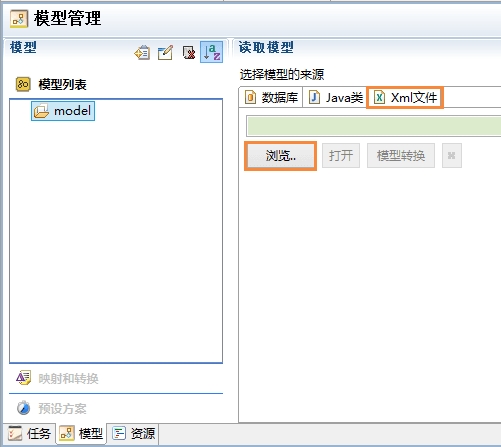 模型管理
模型
模型列表
model
映射和转换
预设方案
读取模型
选择模型的来源
数据库 Java类 Xml文件
浏览.. 打开 模型转换
任务 模型 资源